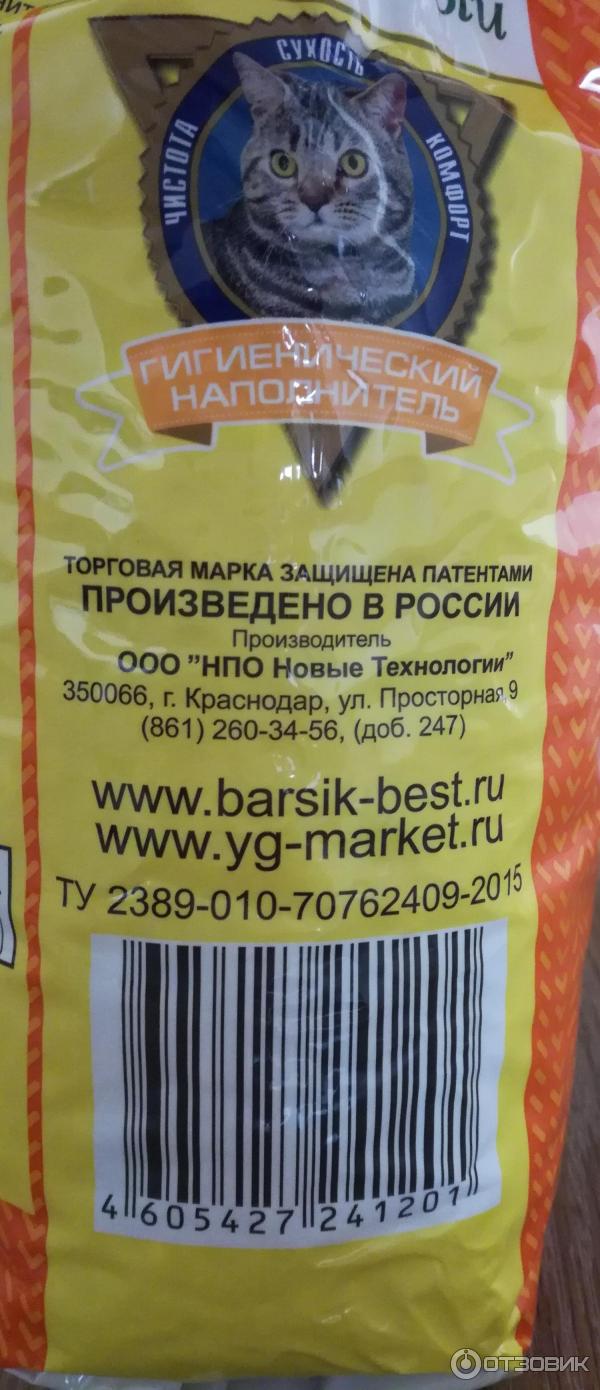 ЧИСТОТА
СУХОСТЬ
КОМФОРТ
ГИГИЕНИЧЕСКИЙ
НАПОЛНИТЕЛЬ
ТОРГОВАЯ МАРКА ЗАЩИЩЕНА ПАТЕНТАМИ
ПРОИЗВЕДЕНО В РОССИИ
Производитель
ООО "НПО Новые Технологии"
350066, г. Краснодар, ул. Просторная, 9
(861) 260-34-56, (доб. 247)
www.barsik-best.ru
www.yg-market.ru
ТУ 2389-010-70762409-2015
4 605427 241201
ОТЗОВИК